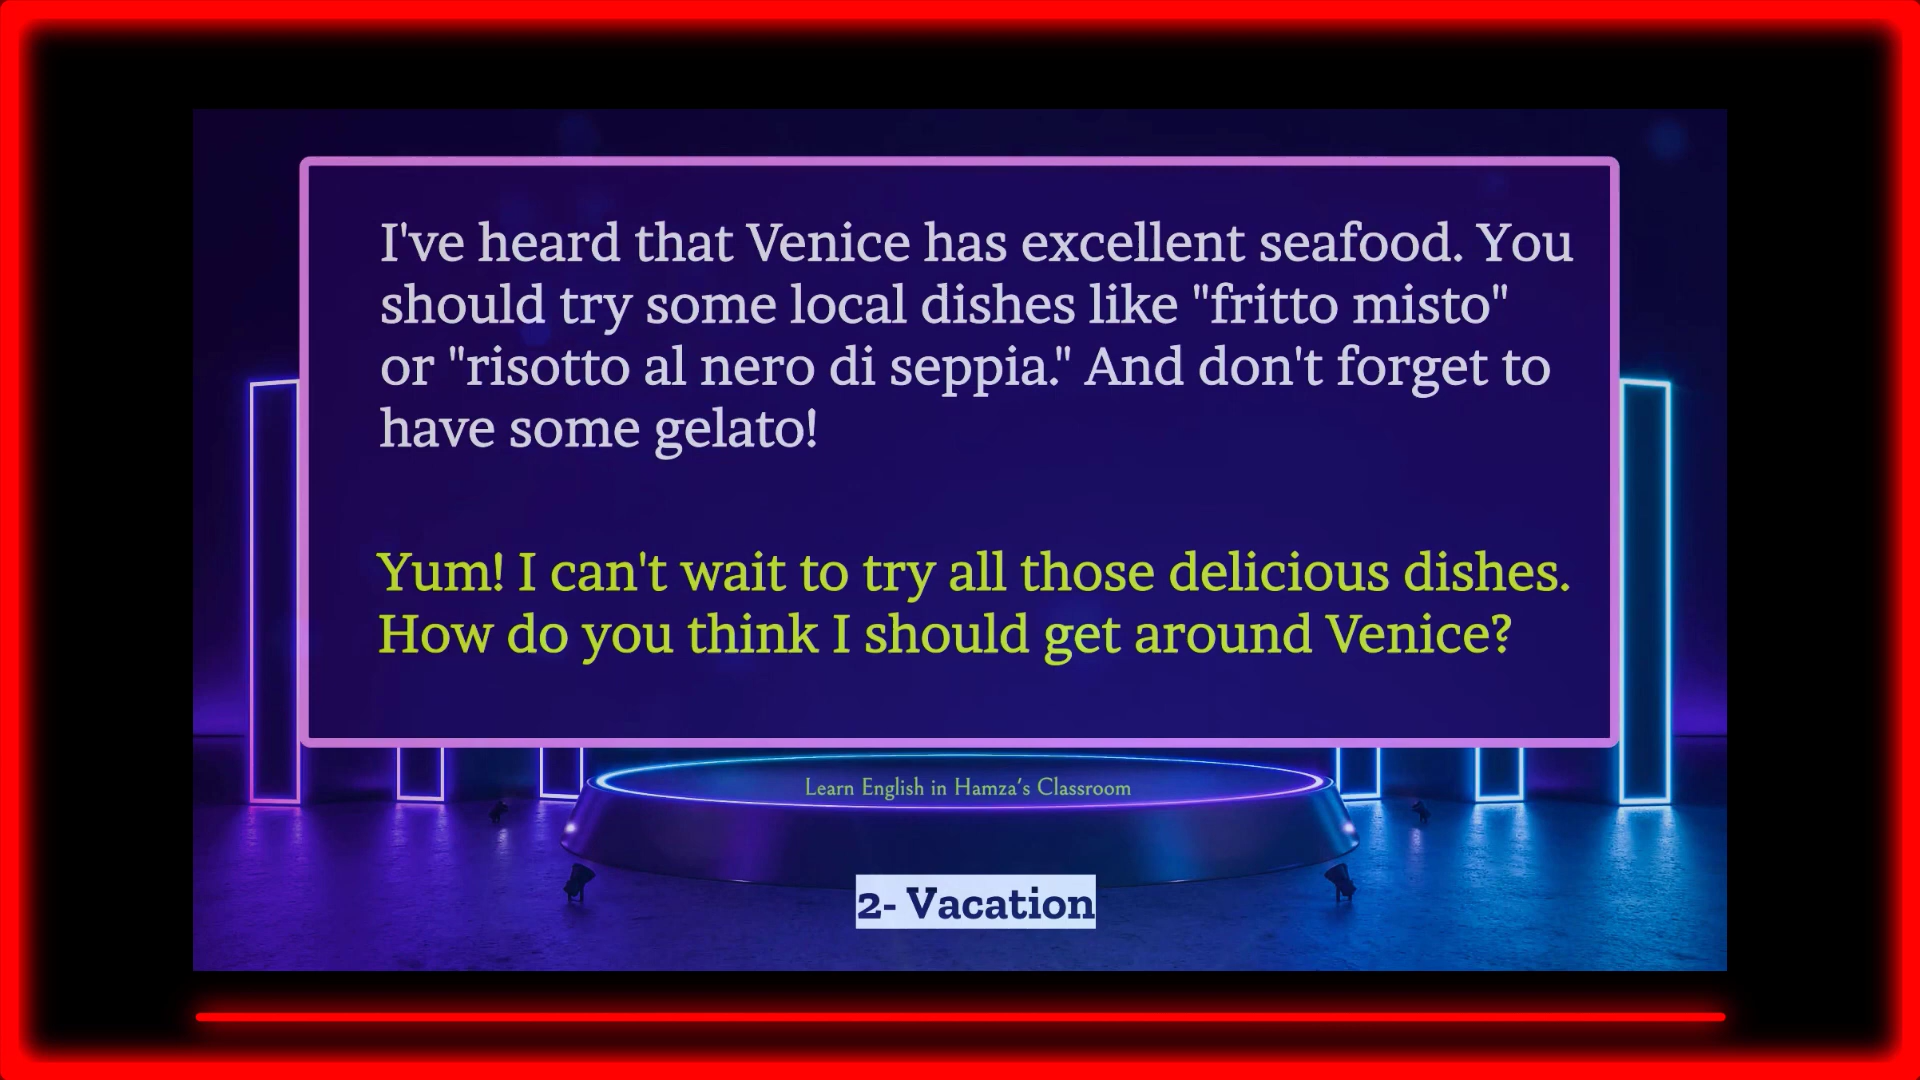 I've heard that Venice has excellent seafood. You
should try some local dishes like "fritto misto"
or "risotto al nero di seppia." And don't forget to
have some gelato!
Yum! I can't wait to try all those delicious dishes.
How do you think I should get around Venice?
Learn English in Hamza's Classroom
2- Vacation